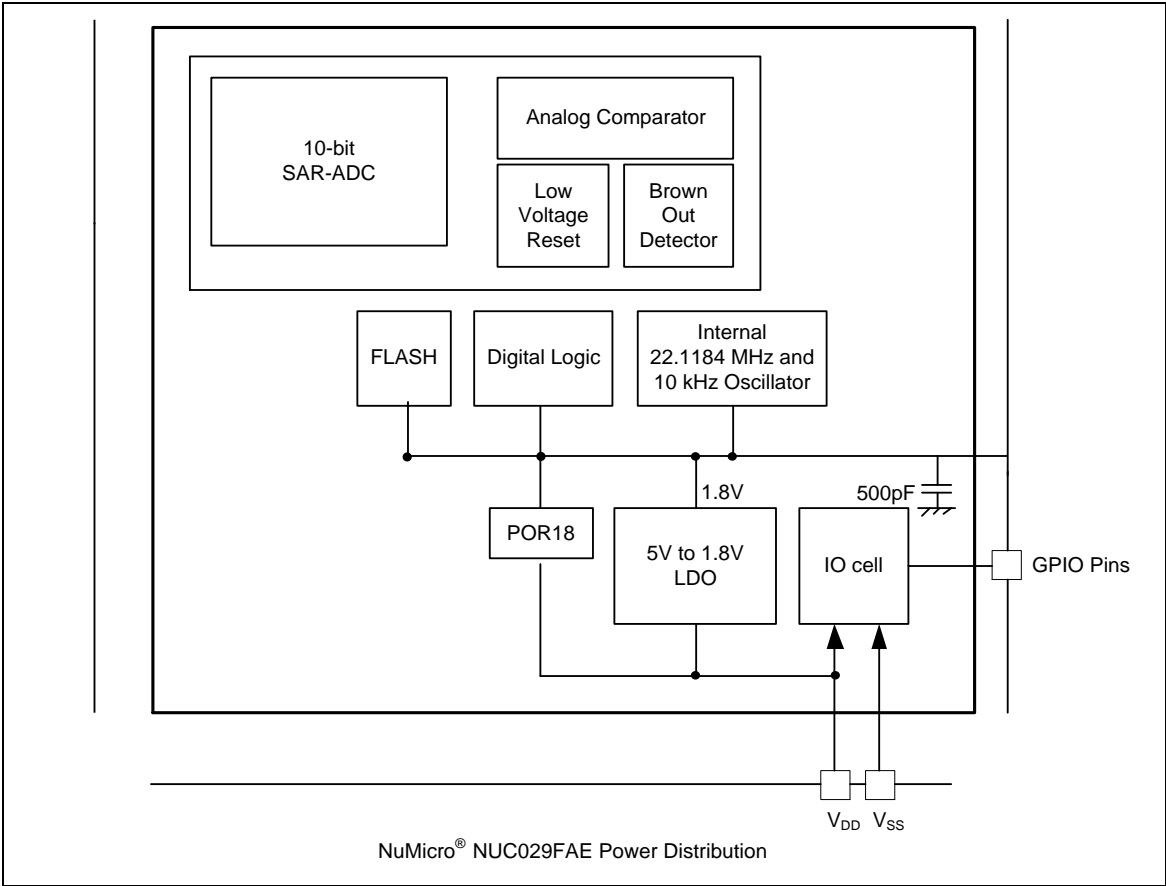 10-bit
SAR-ADC
Analog Comparator
Low
Voltage
Reset
Brown
Out
Detector
FLASH
Digital Logic
Internal
22.1184 MHz and
10 kHz Oscillator
1.8V
500pF
POR18
5V to 1.8V
LDO
IO cell
GPIO Pins
VDD VSS
NuMicro® NUC029FAE Power Distribution